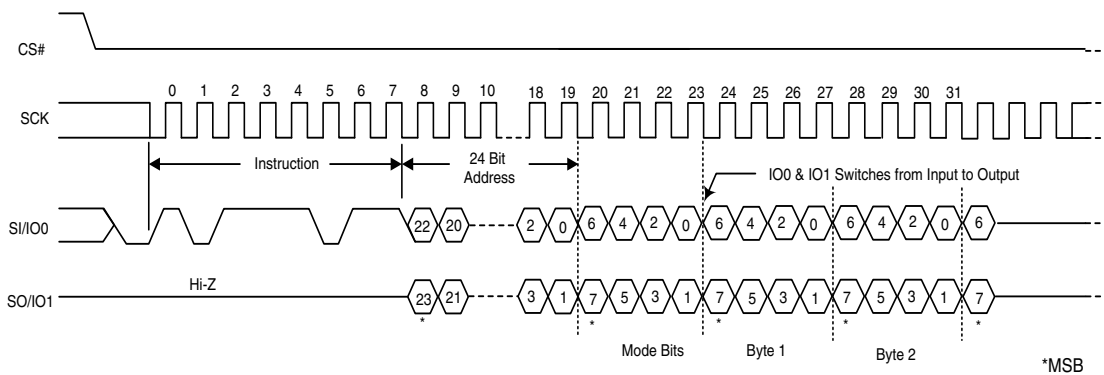 CS#
0 1 2 3 4 5 6 7 8 9 10 18 19 20 21 22 23 24 25 26 27 28 29 30 31
SCK
Instruction
24 Bit
Address
IO0 & IO1 Switches from Input to Output
SI/IO0 22 20 2 0 6 4 2 0 6 4 2 0 6 4 2 0 6
Hi-Z
SO/IO1 23 21 3 1 7 5 3 1 7 5 3 1 7 5 3 1 7
* * * * *
Mode Bits Byte 1 Byte 2
*MSB